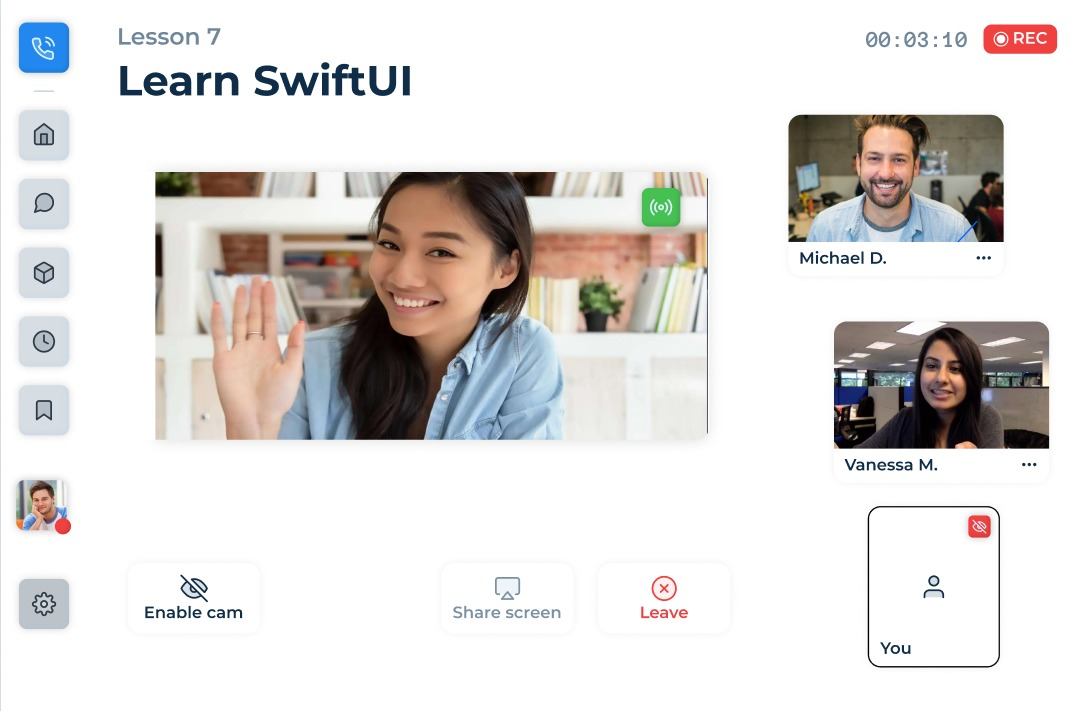 Lesson 7
Learn SwiftUI
00:03:10
REC
Michael D.
Vanessa M.
Enable cam
Share screen
Leave
You